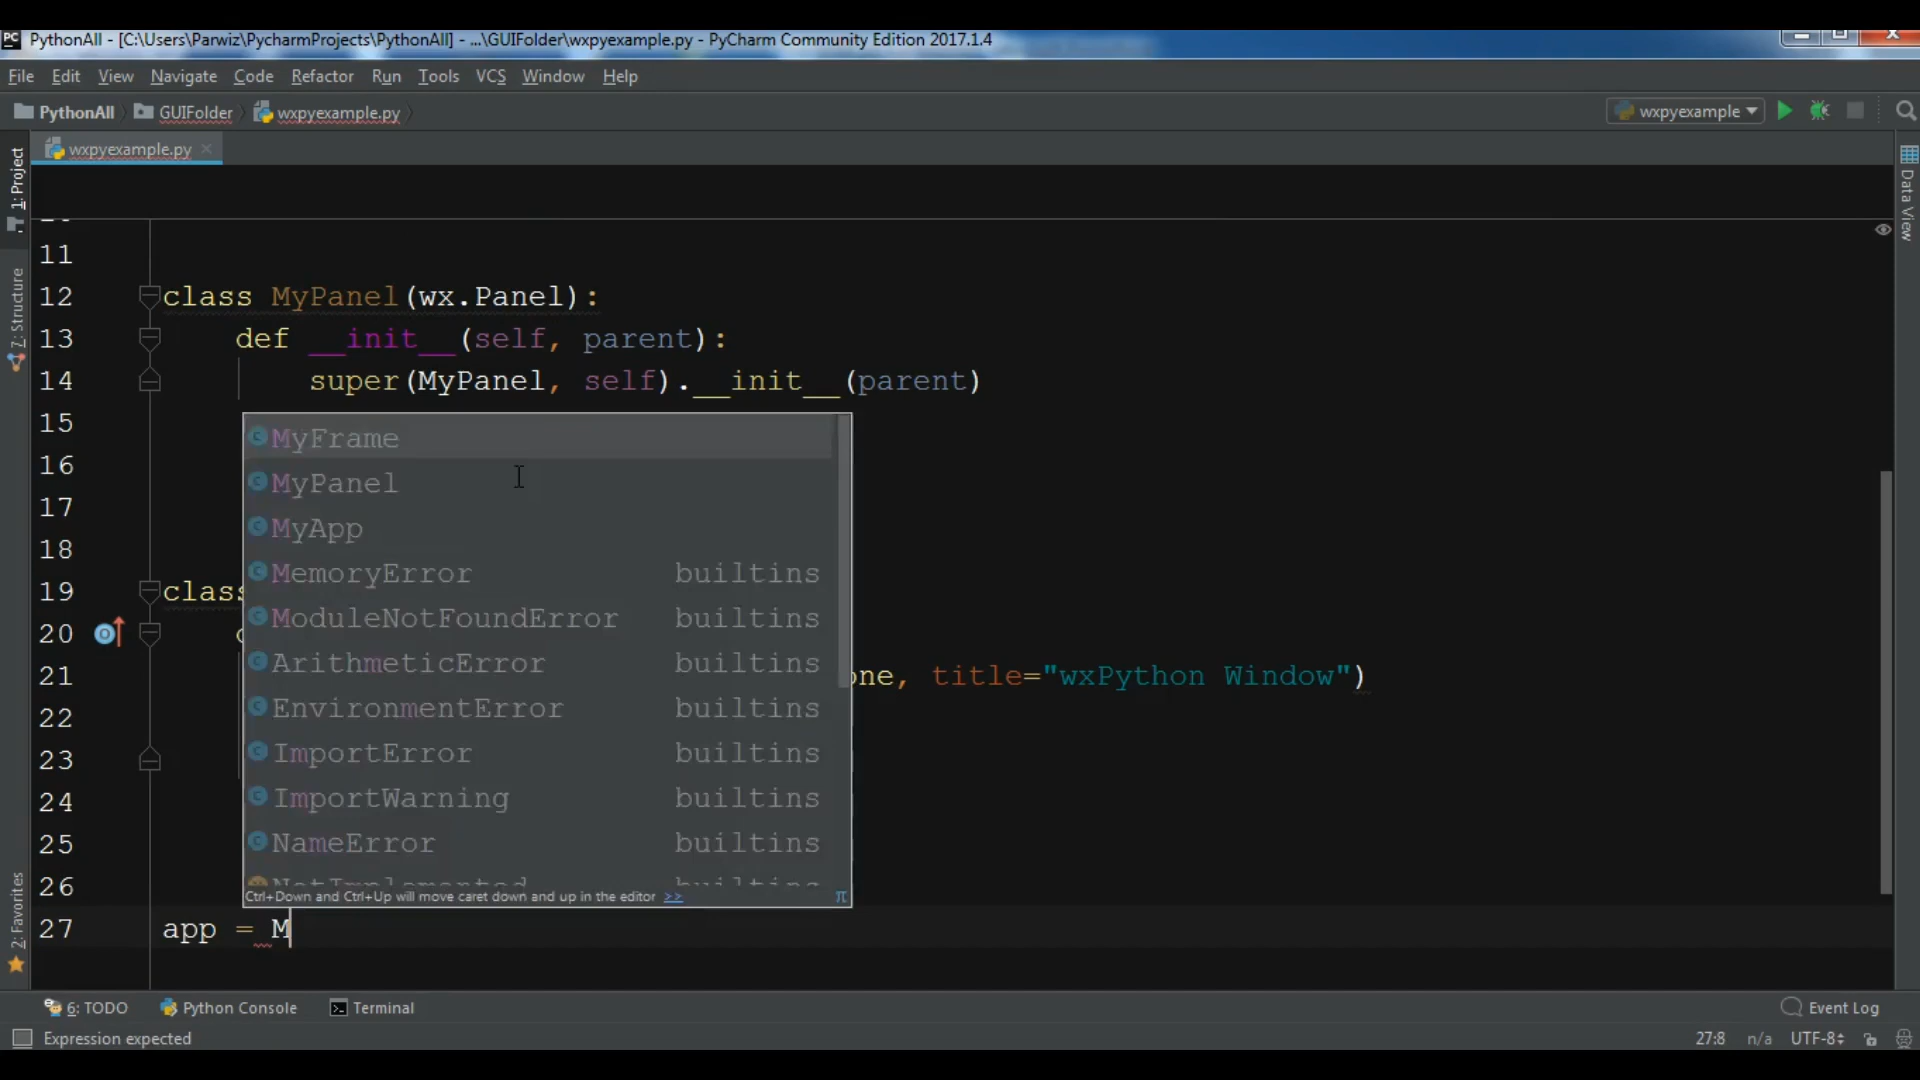 PC PythonAll - [C:\Users\Parwiz\PycharmProjects\PythonAll] - ...\GUIFolder\wxpyexample.py - PyCharm Community Edition 2017.1.4
File Edit View Navigate Code Refactor Run Tools VCS Window Help
PythonAll GUIFolder wxpyexample.py wxpyexample
wxpyexample.py
1: Project
7: Structure
2: Favorites
Data View
11
12 class MyPanel(wx.Panel):
13 def __init__(self, parent):
14 super(MyPanel, self).__init__(parent)
15
16
17
18
19 class
20
21 one, title="wxPython Window")
22
23
24
25
26
27 app = M
MyFrame
MyPanel
MyApp
MemoryError builtins
ModuleNotFoundError builtins
ArithmeticError builtins
EnvironmentError builtins
ImportError builtins
ImportWarning builtins
NameError builtins
NotImplemented builtins
Ctrl+Down and Ctrl+Up will move caret down and up in the editor >> π
6: TODO Python Console Terminal Event Log
Expression expected 27:8 n/a UTF-8